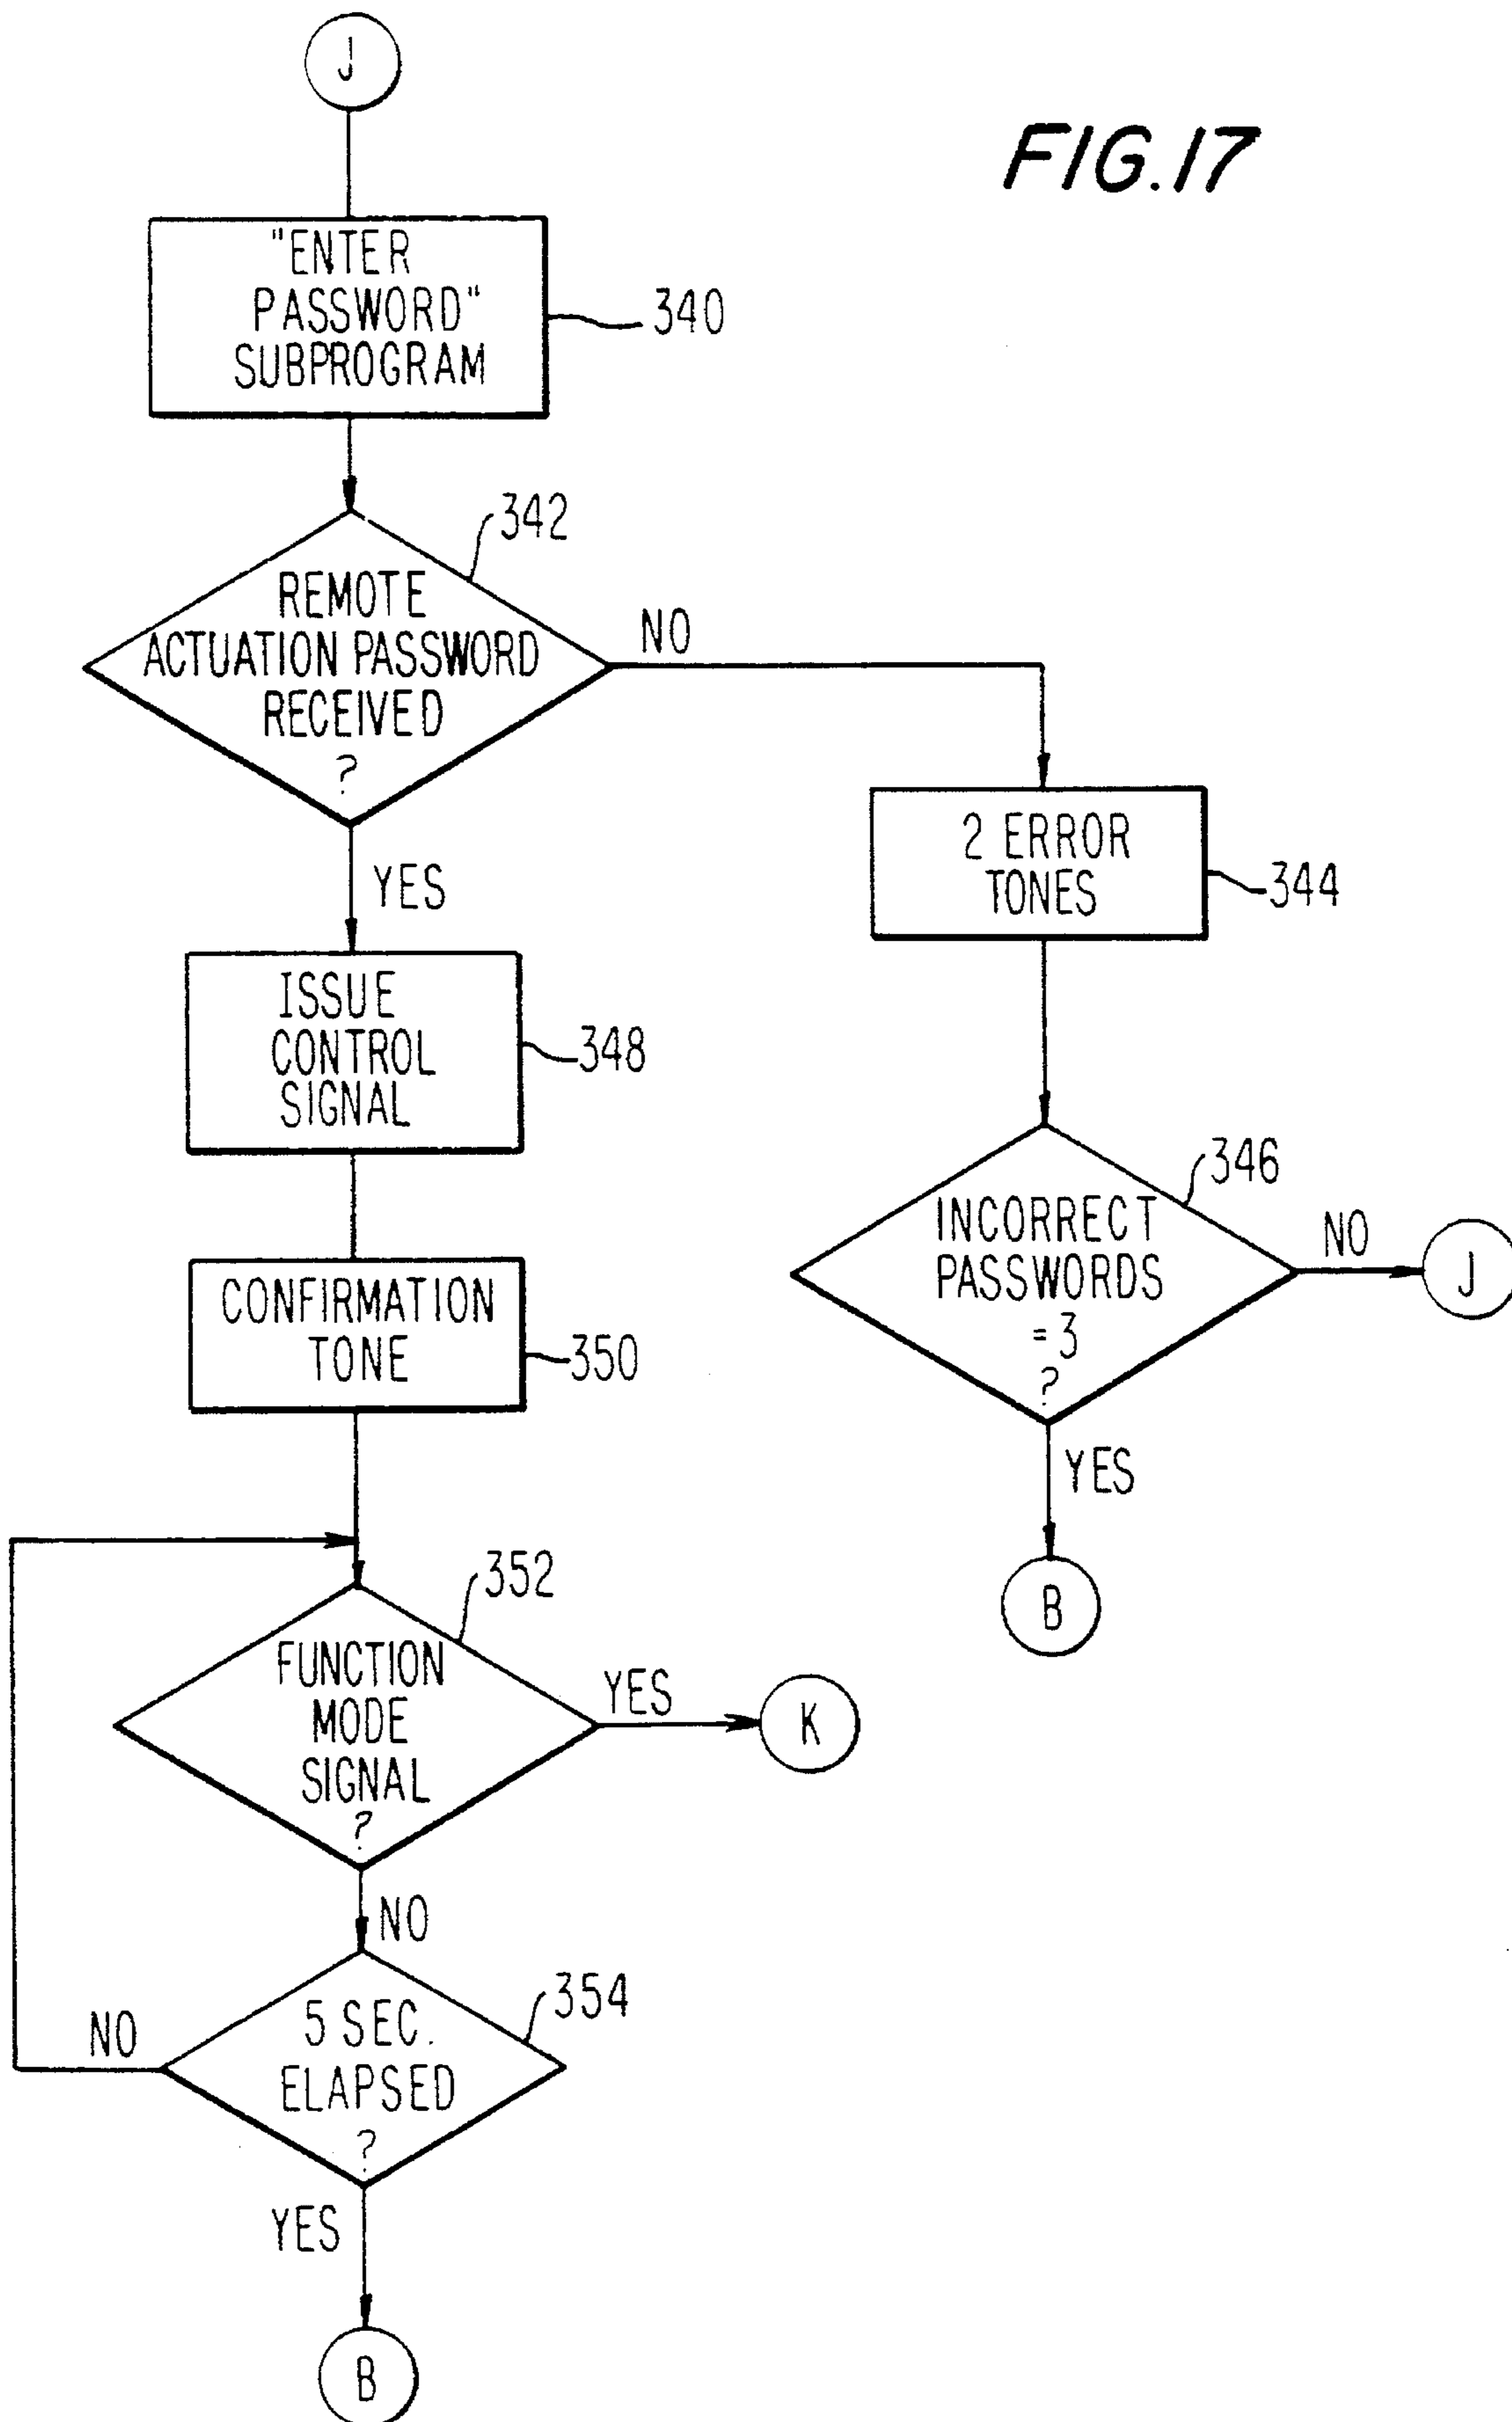 J
FIG.17
"ENTER
PASSWORD"
SUBPROGRAM
340
342
REMOTE
ACTUATION PASSWORD
RECEIVED
?
NO
YES
2 ERROR
TONES
344
ISSUE
CONTROL
SIGNAL
348
346
INCORRECT
PASSWORDS
=3
?
NO
J
YES
B
CONFIRMATION
TONE
350
352
FUNCTION
MODE
SIGNAL
?
YES
K
NO
354
5 SEC.
ELAPSED
?
NO
YES
B